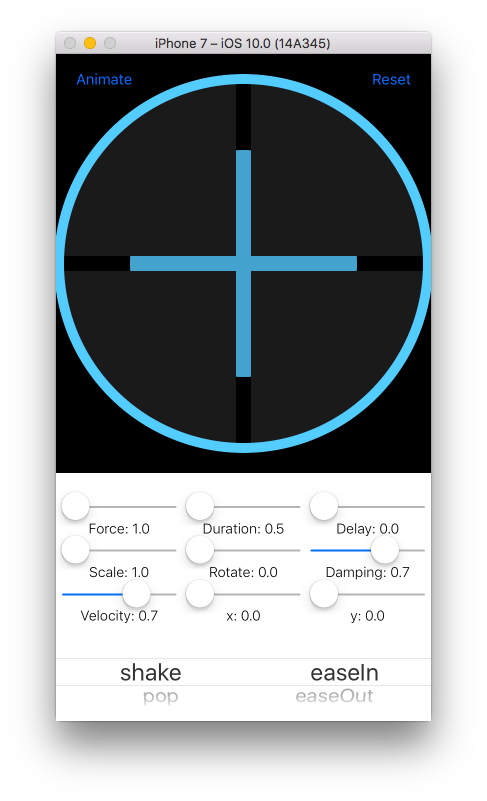 iPhone 7 – iOS 10.0 (14A345)
Animate Reset
Force: 1.0 Duration: 0.5 Delay: 0.0
Scale: 1.0 Rotate: 0.0 Damping: 0.7
Velocity: 0.7 x: 0.0 y: 0.0
shake easeIn
pop easeOut